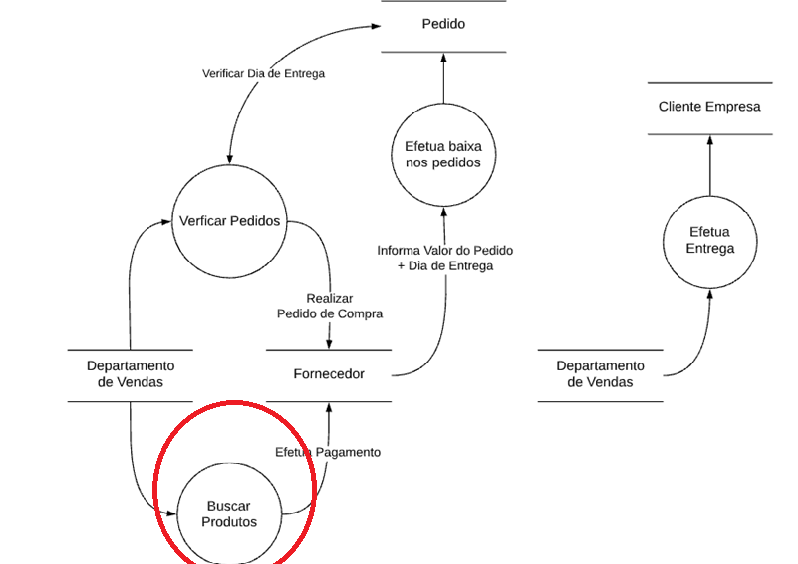 Pedido
Verificar Dia de Entrega
Cliente Empresa
Efetua baixa
nos pedidos
Verficar Pedidos
Efetua
Entrega
Informa Valor do Pedido
+ Dia de Entrega
Realizar
Pedido de Compra
Departamento
de Vendas
Fornecedor
Departamento
de Vendas
Efetua Pagamento
Buscar
Produtos